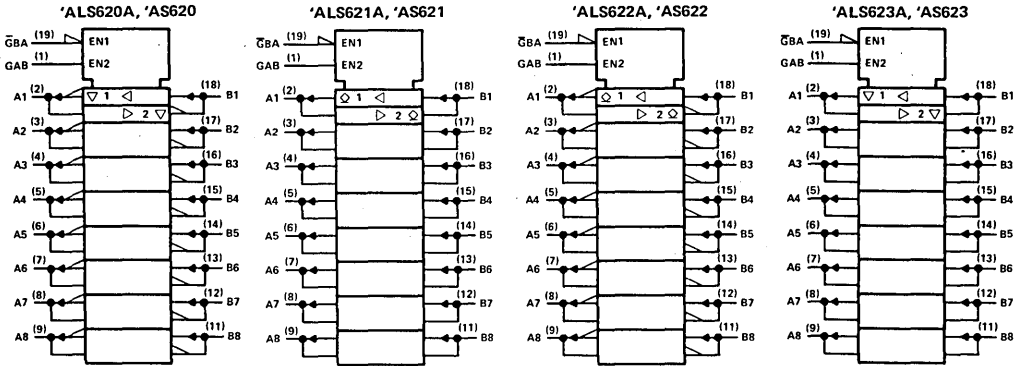 'ALS620A, 'AS620
G̅BA (19) EN1
GAB (1) EN2
A1 (2) ▽ 1 ◁ (18) B1
▷ 2 ▽
A2 (3) (17) B2
A3 (4) (16) B3
A4 (5) (15) B4
A5 (6) (14) B5
A6 (7) (13) B6
A7 (8) (12) B7
A8 (9) (11) B8
'ALS621A, 'AS621
G̅BA (19) EN1
GAB (1) EN2
A1 (2) 1 ◁ (18) B1
▷ 2
A2 (3) (17) B2
A3 (4) (16) B3
A4 (5) (15) B4
A5 (6) (14) B5
A6 (7) (13) B6
A7 (8) (12) B7
A8 (9) (11) B8
'ALS622A, 'AS622
G̅BA (19) EN1
GAB (1) EN2
A1 (2) 1 ◁ (18) B1
▷ 2
A2 (3) (17) B2
A3 (4) (16) B3
A4 (5) (15) B4
A5 (6) (14) B5
A6 (7) (13) B6
A7 (8) (12) B7
A8 (9) (11) B8
'ALS623A, 'AS623
G̅BA (19) EN1
GAB (1) EN2
A1 (2) ▽ 1 ◁ (18) B1
▷ 2 ▽
A2 (3) (17) B2
A3 (4) (16) B3
A4 (5) (15) B4
A5 (6) (14) B5
A6 (7) (13) B6
A7 (8) (12) B7
A8 (9) (11) B8